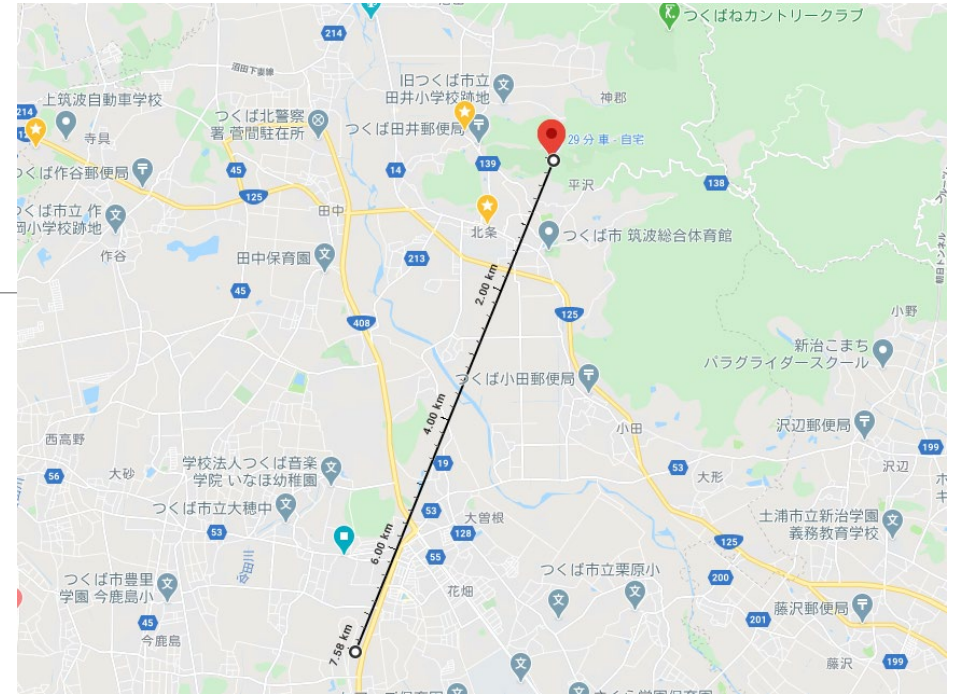 つくばねカントリークラブ
214
沼田下妻線
旧つくば市立
田井小学校跡地
神郡
上筑波自動車学校
214
寺具
つくば北警察
署 菅間駐在所
つくば田井郵便局
29 分 車 - 自宅
139
平沢
138
つくば作谷郵便局
45
14
125
田中
北条
つくば市 筑波総合体育館
つくば市立 作
岡小学校跡地
作谷
田中保育園
213
朝日トンネル
2.00 km
45
125
小野
408
新治こまち
パラグライダースクール
つくば小田郵便局
4.00 km
小田
沢辺郵便局
西高野
199
沢辺
56
大砂
学校法人つくば音楽
学院 いなほ幼稚園
19
53
大形
つくば市立大穂中
53
大曽根
土浦市立新治学園
義務教育学校
53
128
6.00 km
125
55
つくば市豊里
学園 今鹿島小
花畑
つくば市立栗原小
200
201
藤沢郵便局
45
今鹿島
7.58 km
藤沢
199